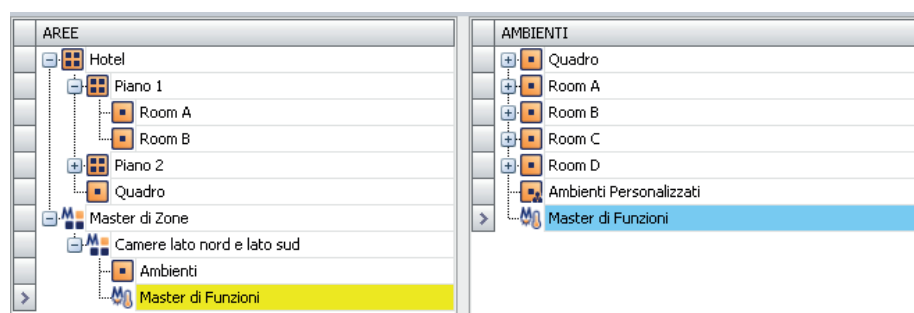 AREE
Hotel
Piano 1
Room A
Room B
Piano 2
Quadro
Master di Zone
Camere lato nord e lato sud
Ambienti
Master di Funzioni
AMBIENTI
Quadro
Room A
Room B
Room C
Room D
Ambienti Personalizzati
Master di Funzioni